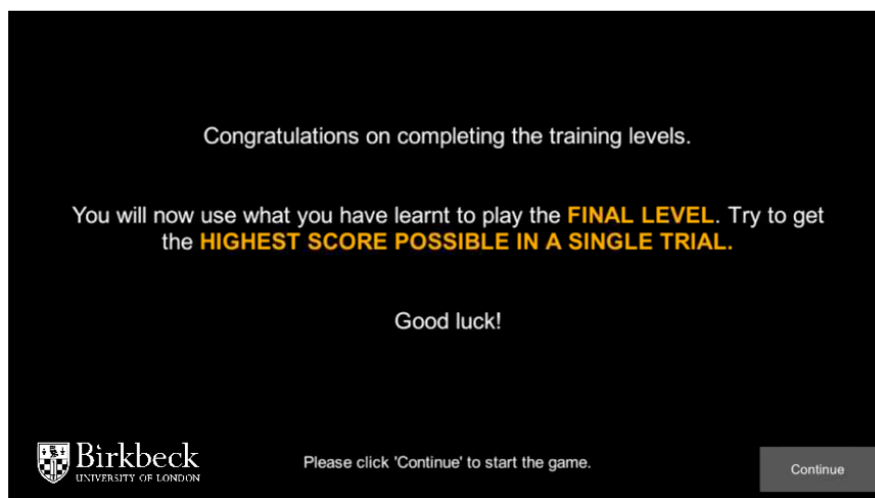 Congratulations on completing the training levels.
You will now use what you have learnt to play the FINAL LEVEL. Try to get
the HIGHEST SCORE POSSIBLE IN A SINGLE TRIAL.
Good luck!
Birkbeck
UNIVERSITY OF LONDON
Please click 'Continue' to start the game.
Continue